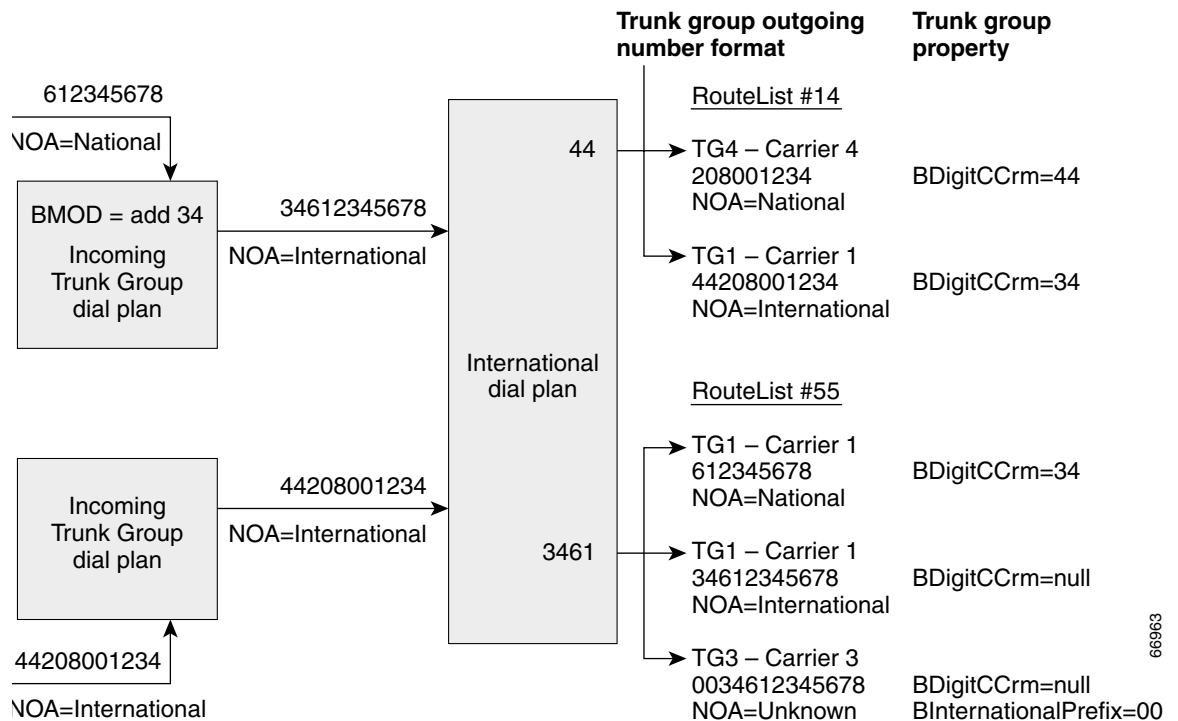 Trunk group outgoing
number format
Trunk group
property
612345678
NOA=National
BMOD = add 34
Incoming
Trunk Group
dial plan
34612345678
NOA=International
Incoming
Trunk Group
dial plan
44208001234
NOA=International
44208001234
NOA=International
44
International
dial plan
3461
RouteList #14
TG4 – Carrier 4
208001234
NOA=National
BDigitCCrm=44
TG1 – Carrier 1
44208001234
NOA=International
BDigitCCrm=34
RouteList #55
TG1 – Carrier 1
612345678
NOA=National
BDigitCCrm=34
TG1 – Carrier 1
34612345678
NOA=International
BDigitCCrm=null
TG3 – Carrier 3
0034612345678
NOA=Unknown
BDigitCCrm=null
BInternationalPrefix=00
66963